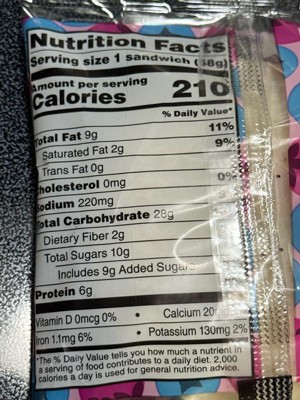 Nutrition Facts
Serving size 1 sandwich ( 8g)
Amount per serving
Calories 210
% Daily Value*
Total Fat 9g 11%
Saturated Fat 2g 9%
Trans Fat 0g
Cholesterol 0mg 0%
Sodium 220mg
Total Carbohydrate 28g
Dietary Fiber 2g
Total Sugars 10g
Includes 9g Added Sugars
Protein 6g
Vitamin D 0mcg 0% • Calcium 20
Iron 1.1mg 6% • Potassium 130mg 2%
*The % Daily Value tells you how much a nutrient in
a serving of food contributes to a daily diet. 2,000
calories a day is used for general nutrition advice.